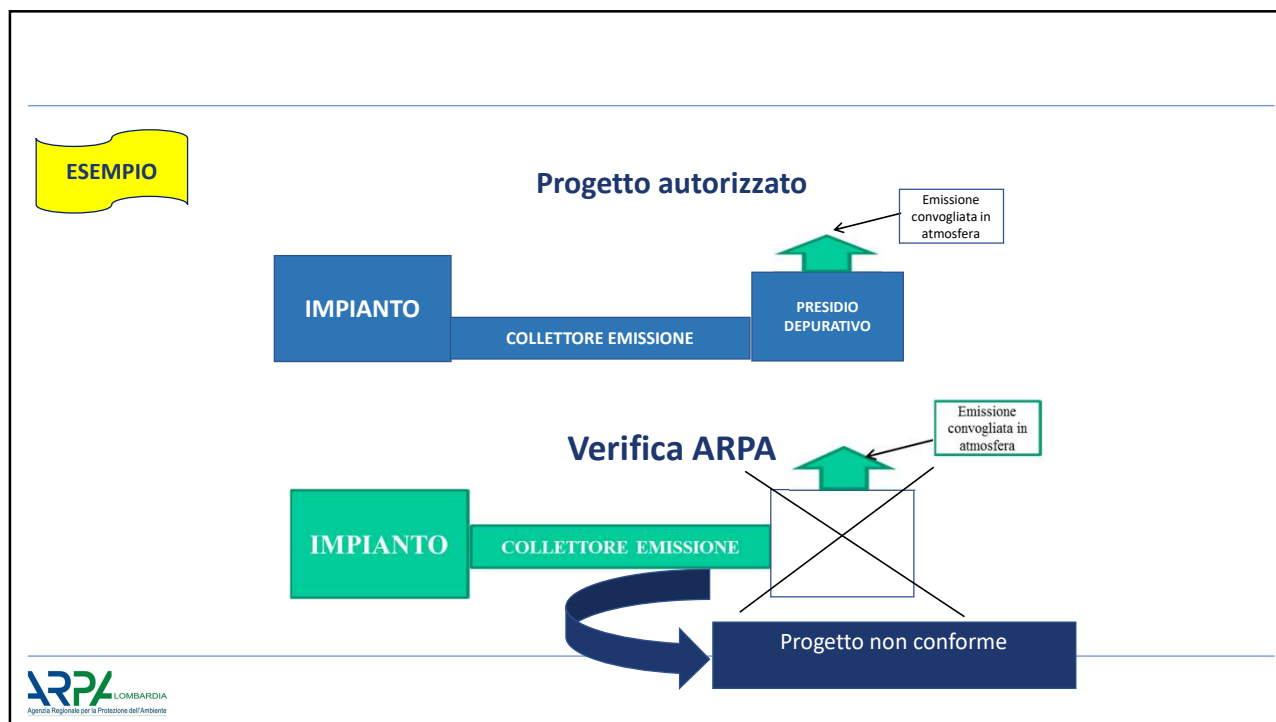 ESEMPIO
Progetto autorizzato
Emissione
convogliata in
atmosfera
IMPIANTO
COLLETTORE EMISSIONE
PRESIDIO
DEPURATIVO
Emissione
convogliata in
atmosfera
Verifica ARPA
IMPIANTO
COLLETTORE EMISSIONE
Progetto non conforme
ARPA LOMBARDIA
Agenzia Regionale per la Protezione dell'Ambiente